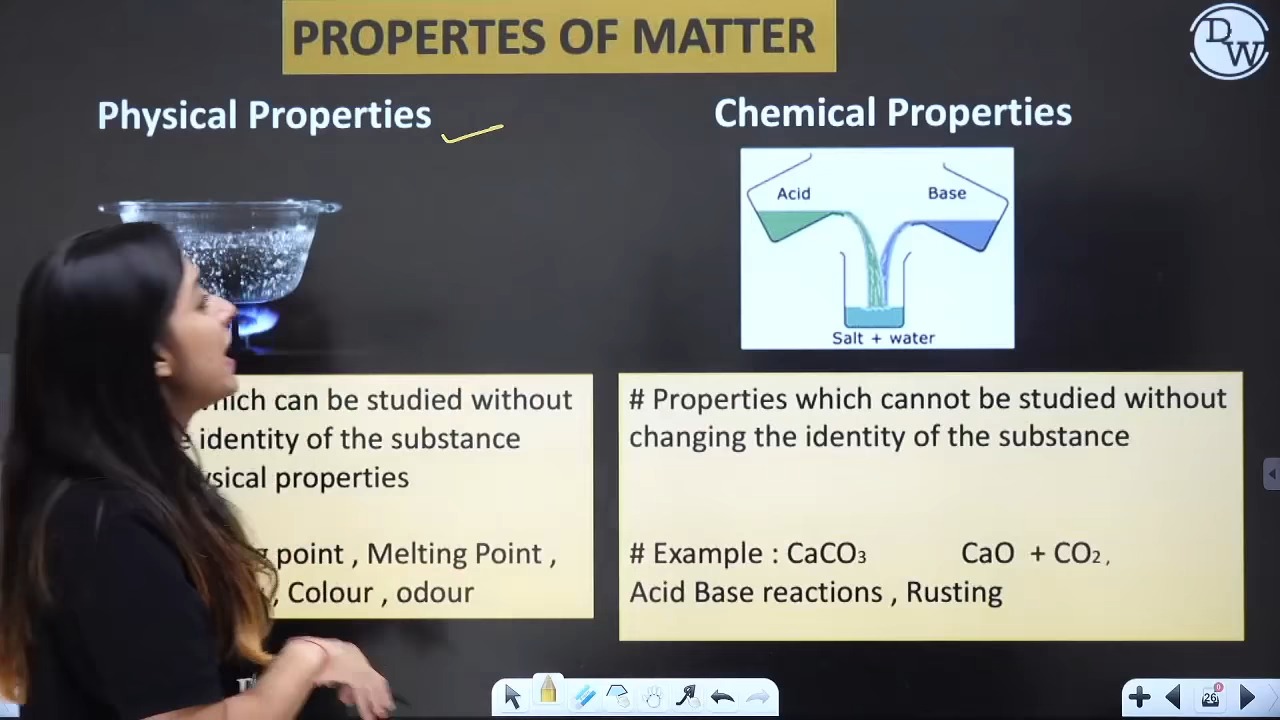 PROPERTES OF MATTER
DW
Physical Properties
Chemical Properties
Acid
Base
Salt + water
which can be studied without
identity of the substance
properties
point , Melting Point ,
, Colour , odour
# Properties which cannot be studied without
changing the identity of the substance
# Example : CaCO3 CaO + CO2 ,
Acid Base reactions , Rusting
26